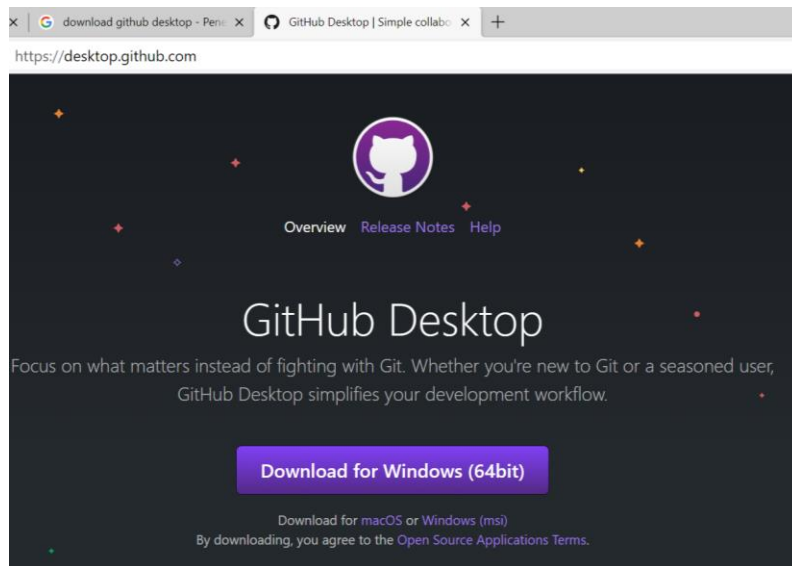 download github desktop - Pene
GitHub Desktop | Simple collabo
https://desktop.github.com
Overview Release Notes Help
GitHub Desktop
Focus on what matters instead of fighting with Git. Whether you're new to Git or a seasoned user,
GitHub Desktop simplifies your development workflow.
Download for Windows (64bit)
Download for macOS or Windows (msi)
By downloading, you agree to the Open Source Applications Terms.